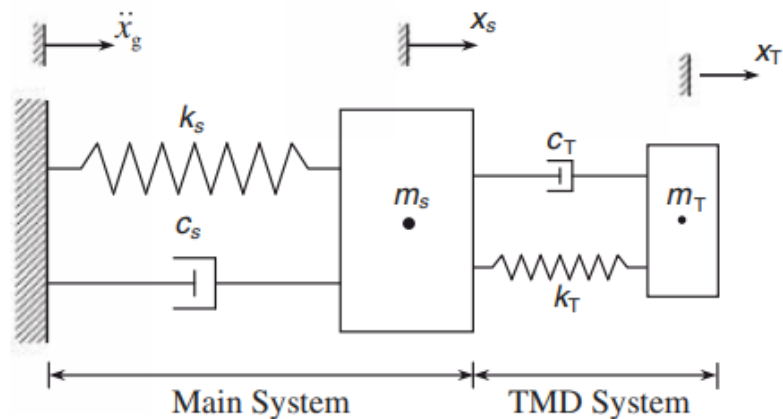 ẍg
xs
xT
ks
cT
ms
mT
cs
kT
Main System
TMD System